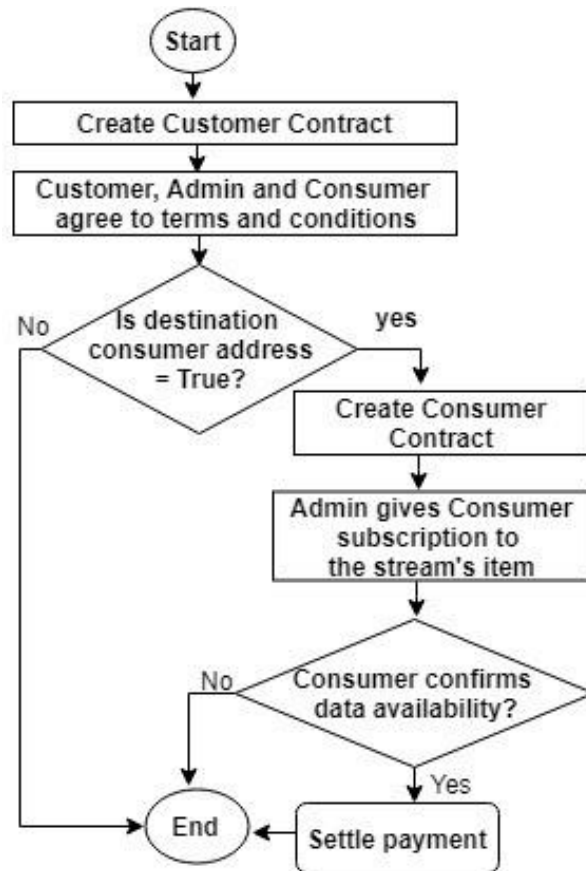 Start
Create Customer Contract
Customer, Admin and Consumer
agree to terms and conditions
No
Is destination
consumer address
= True?
yes
Create Consumer
Contract
Admin gives Consumer
subscription to
the stream's item
No
Consumer confirms
data availability?
Yes
End
Settle payment